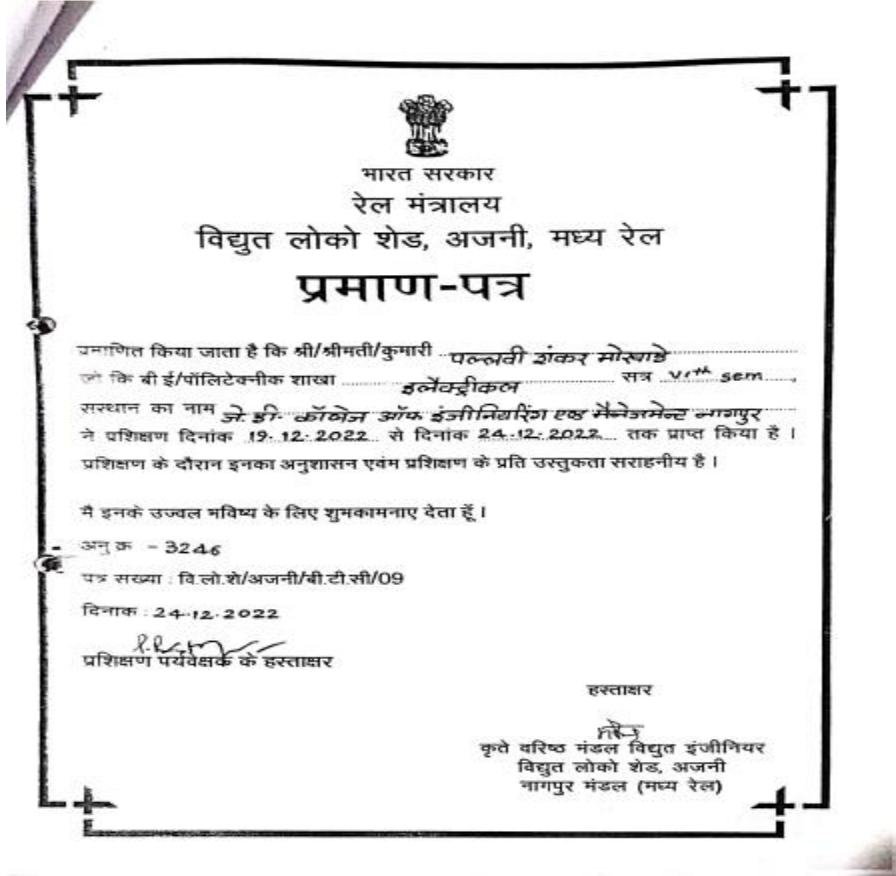 भारत सरकार
रेल मंत्रालय
विद्युत लोको शेड, अजनी, मध्य रेल
प्रमाण-पत्र
प्रमाणित किया जाता है कि श्री/श्रीमती/कुमारी पल्लवी शंकर मोखाडे
जो कि बी ई/पॉलिटेक्नीक शाखा इलैक्ट्रीकल सत्र VIth sem,
संस्थान का नाम जे. डी. कॉलेज ऑफ इंजीनियरिंग एण्ड मैनेजमेन्ट नागपुर
ने प्रशिक्षण दिनांक 19.12.2022 से दिनांक 24.12.2022 तक प्राप्त किया है ।
प्रशिक्षण के दौरान इनका अनुशासन एवंम प्रशिक्षण के प्रति उस्तुकता सराहनीय है ।
मै इनके उज्वल भविष्य के लिए शुभकामनाए देता हूँ ।
अनु क्र - 3246
पत्र संख्या : वि.लो.शे/अजनी/बी.टी.सी/09
दिनाक : 24.12.2022
प्रशिक्षण पर्यवेक्षक के हस्ताक्षर
हस्ताक्षर
कृते वरिष्ठ मंडल विद्युत इंजीनियर
विद्युत लोको शेड, अजनी
नागपुर मंडल (मध्य रेल)